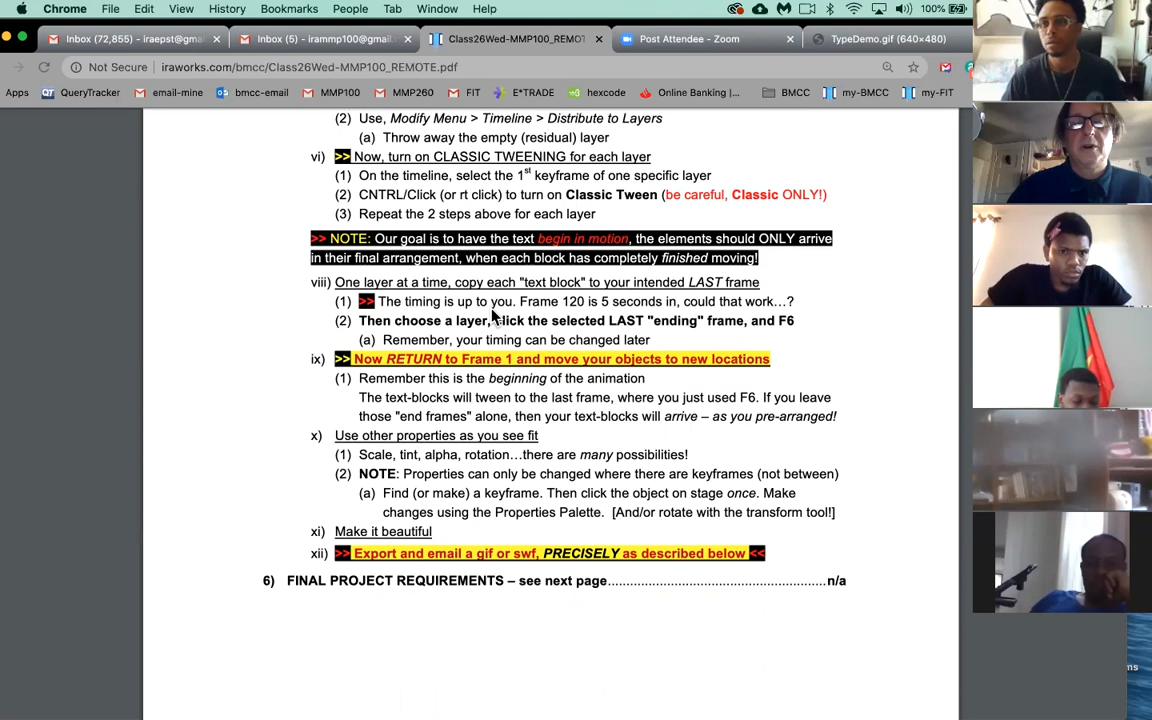 Chrome File Edit View History Bookmarks People Tab Window Help 100%
Inbox (72,855) - iraepst@gm Inbox (5) - irammp100@gmail. Class26Wed-MMP100_REMOT Post Attendee - Zoom TypeDemo.gif (640×480)
Not Secure iraworks.com/bmcc/Class26Wed-MMP100_REMOTE.pdf
Apps QueryTracker email-mine bmcc-email MMP100 MMP260 FIT E*TRADE hexcode Online Banking |... BMCC my-BMCC my-FIT
(2) Use, Modify Menu > Timeline > Distribute to Layers
(a) Throw away the empty (residual) layer
vi) >> Now, turn on CLASSIC TWEENING for each layer
(1) On the timeline, select the 1st keyframe of one specific layer
(2) CNTRL/Click (or rt click) to turn on Classic Tween (be careful, Classic ONLY!)
(3) Repeat the 2 steps above for each layer
>> NOTE: Our goal is to have the text begin in motion, the elements should ONLY arrive
in their final arrangement, when each block has completely finished moving!
viii) One layer at a time, copy each "text block" to your intended LAST frame
(1) >> The timing is up to you. Frame 120 is 5 seconds in, could that work…?
(2) Then choose a layer, click the selected LAST "ending" frame, and F6
(a) Remember, your timing can be changed later
ix) >> Now RETURN to Frame 1 and move your objects to new locations
(1) Remember this is the beginning of the animation
The text-blocks will tween to the last frame, where you just used F6. If you leave
those "end frames" alone, then your text-blocks will arrive – as you pre-arranged!
x) Use other properties as you see fit
(1) Scale, tint, alpha, rotation…there are many possibilities!
(2) NOTE: Properties can only be changed where there are keyframes (not between)
(a) Find (or make) a keyframe. Then click the object on stage once. Make
changes using the Properties Palette. [And/or rotate with the transform tool!]
xi) Make it beautiful
xii) >> Export and email a gif or swf, PRECISELY as described below <<
6) FINAL PROJECT REQUIREMENTS – see next page......................................................n/a
ms